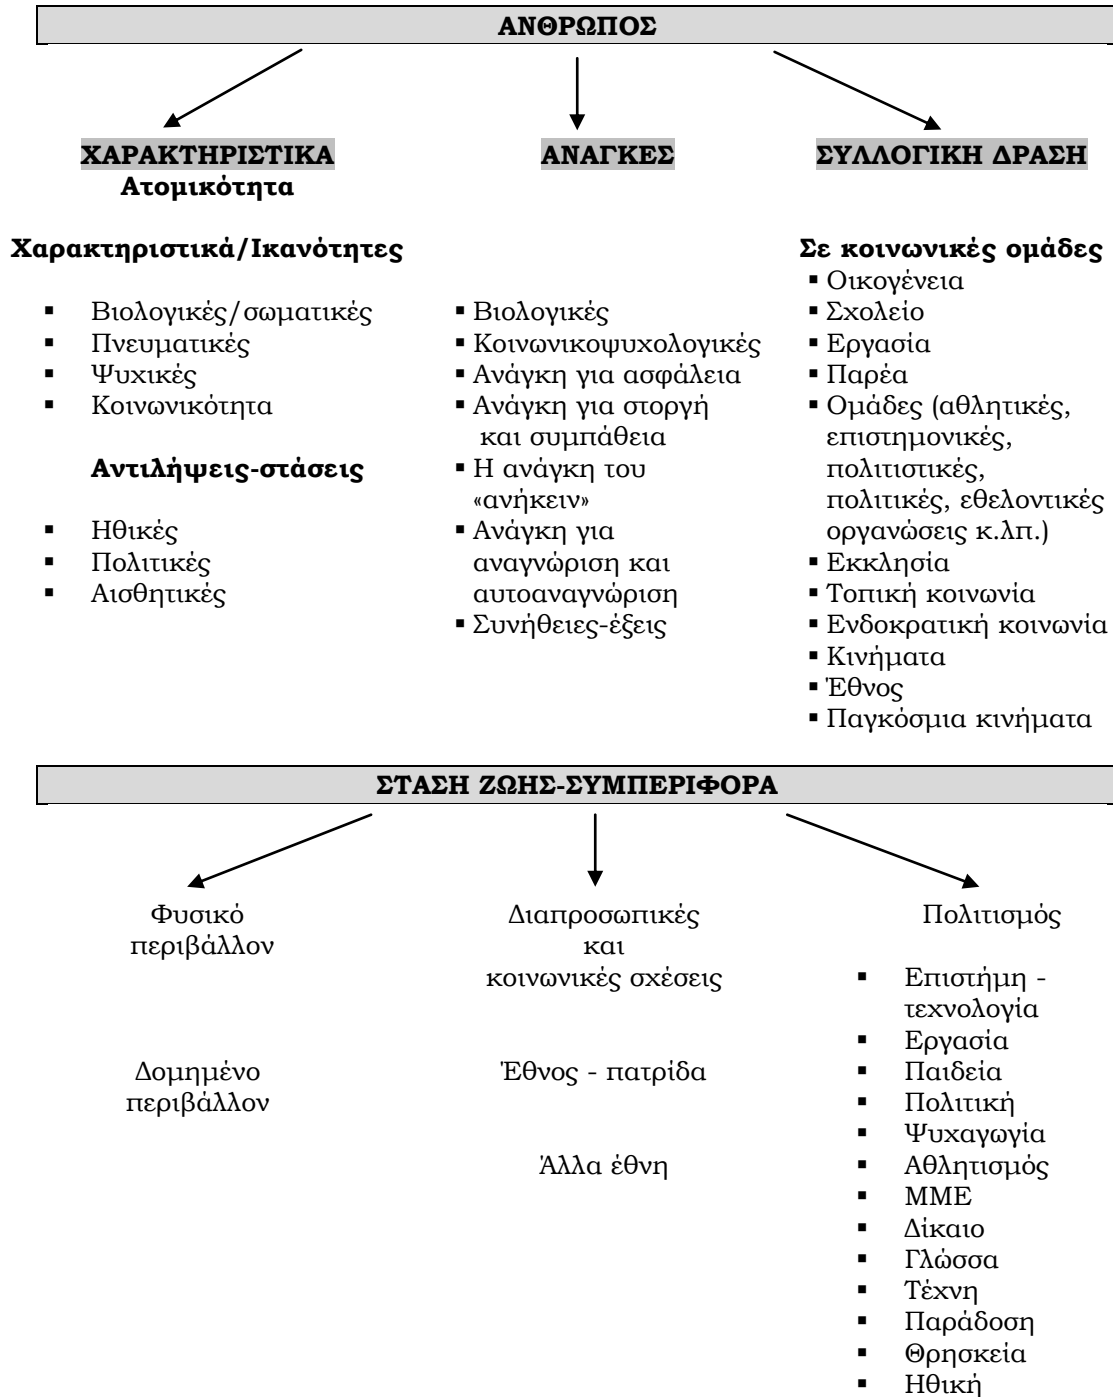 ΑΝΘΡΩΠΟΣ
ΧΑΡΑΚΤΗΡΙΣΤΙΚΑ
Ατομικότητα
Χαρακτηριστικά/Ικανότητες
▪ Βιολογικές/σωματικές
▪ Πνευματικές
▪ Ψυχικές
▪ Κοινωνικότητα
Αντιλήψεις-στάσεις
▪ Ηθικές
▪ Πολιτικές
▪ Αισθητικές
ΑΝΑΓΚΕΣ
▪ Βιολογικές
▪ Κοινωνικοψυχολογικές
▪ Ανάγκη για ασφάλεια
▪ Ανάγκη για στοργή
και συμπάθεια
▪ Η ανάγκη του
«ανήκειν»
▪ Ανάγκη για
αναγνώριση και
αυτοαναγνώριση
▪ Συνήθειες-έξεις
ΣΥΛΛΟΓΙΚΗ ΔΡΑΣΗ
Σε κοινωνικές ομάδες
▪ Οικογένεια
▪ Σχολείο
▪ Εργασία
▪ Παρέα
▪ Ομάδες (αθλητικές,
επιστημονικές,
πολιτιστικές,
πολιτικές, εθελοντικές
οργανώσεις κ.λπ.)
▪ Εκκλησία
▪ Τοπική κοινωνία
▪ Ενδοκρατική κοινωνία
▪ Κινήματα
▪ Έθνος
▪ Παγκόσμια κινήματα
ΣΤΑΣΗ ΖΩΗΣ-ΣΥΜΠΕΡΙΦΟΡΑ
Φυσικό
περιβάλλον
Δομημένο
περιβάλλον
Διαπροσωπικές
και
κοινωνικές σχέσεις
Έθνος - πατρίδα
Άλλα έθνη
Πολιτισμός
▪ Επιστήμη -
τεχνολογία
▪ Εργασία
▪ Παιδεία
▪ Πολιτική
▪ Ψυχαγωγία
▪ Αθλητισμός
▪ ΜΜΕ
▪ Δίκαιο
▪ Γλώσσα
▪ Τέχνη
▪ Παράδοση
▪ Θρησκεία
▪ Ηθική